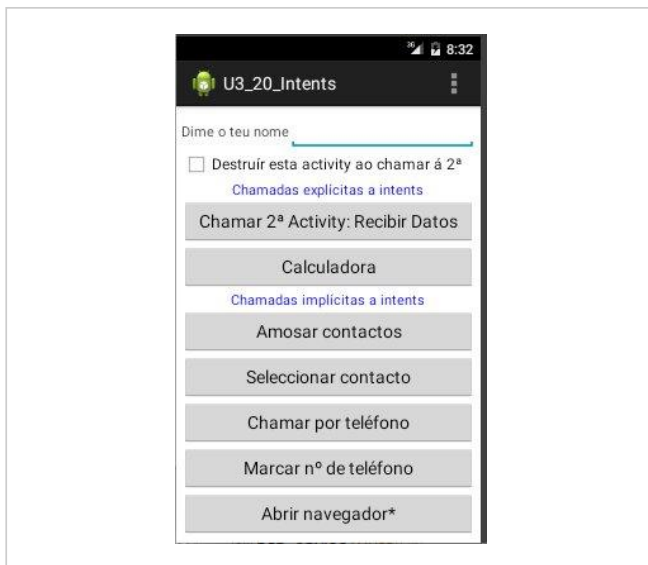 3G 8:32
U3_20_Intents
Dime o teu nome
Destruír esta activity ao chamar á 2ª
Chamadas explícitas a intents
Chamar 2ª Activity: Recibir Datos
Calculadora
Chamadas implícitas a intents
Amosar contactos
Seleccionar contacto
Chamar por teléfono
Marcar nº de teléfono
Abrir navegador*